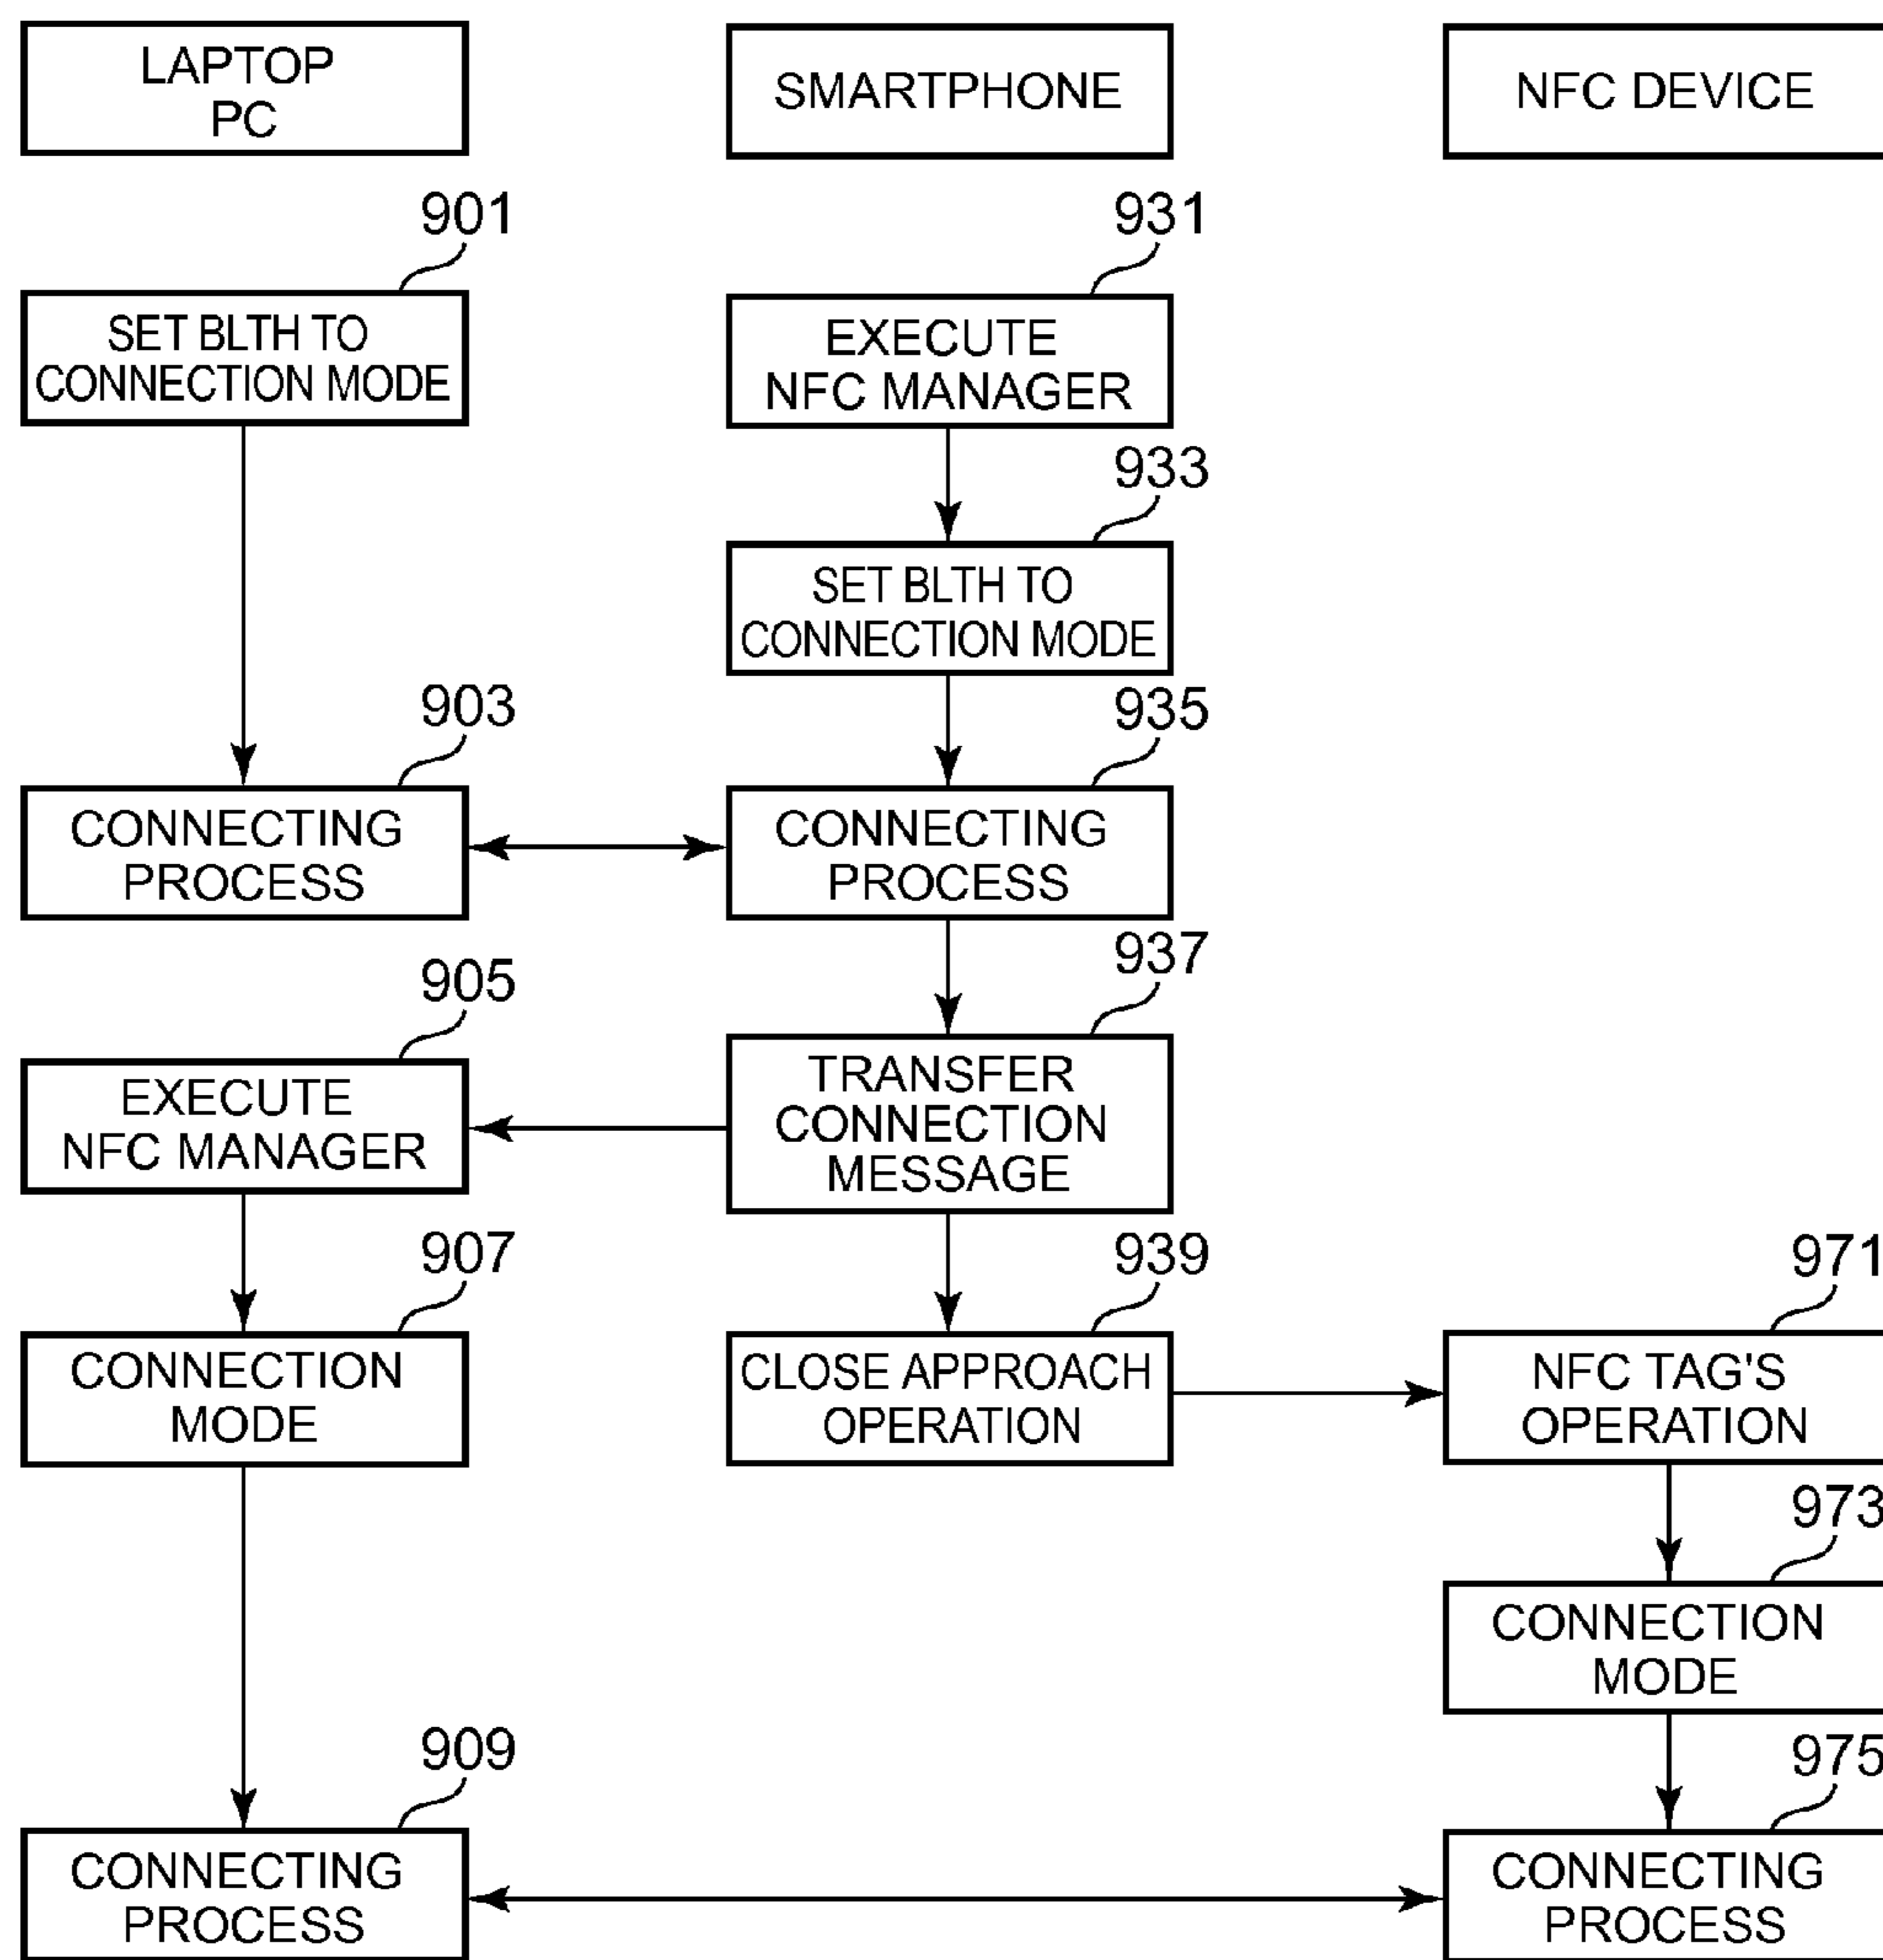 LAPTOP
PC
SMARTPHONE
NFC DEVICE
901
931
SET BLTH TO
CONNECTION MODE
EXECUTE
NFC MANAGER
933
SET BLTH TO
CONNECTION MODE
903
935
CONNECTING
PROCESS
CONNECTING
PROCESS
937
905
EXECUTE
NFC MANAGER
TRANSFER
CONNECTION
MESSAGE
907
939
971
CONNECTION
MODE
CLOSE APPROACH
OPERATION
NFC TAG'S
OPERATION
973
CONNECTION
MODE
909
975
CONNECTING
PROCESS
CONNECTING
PROCESS